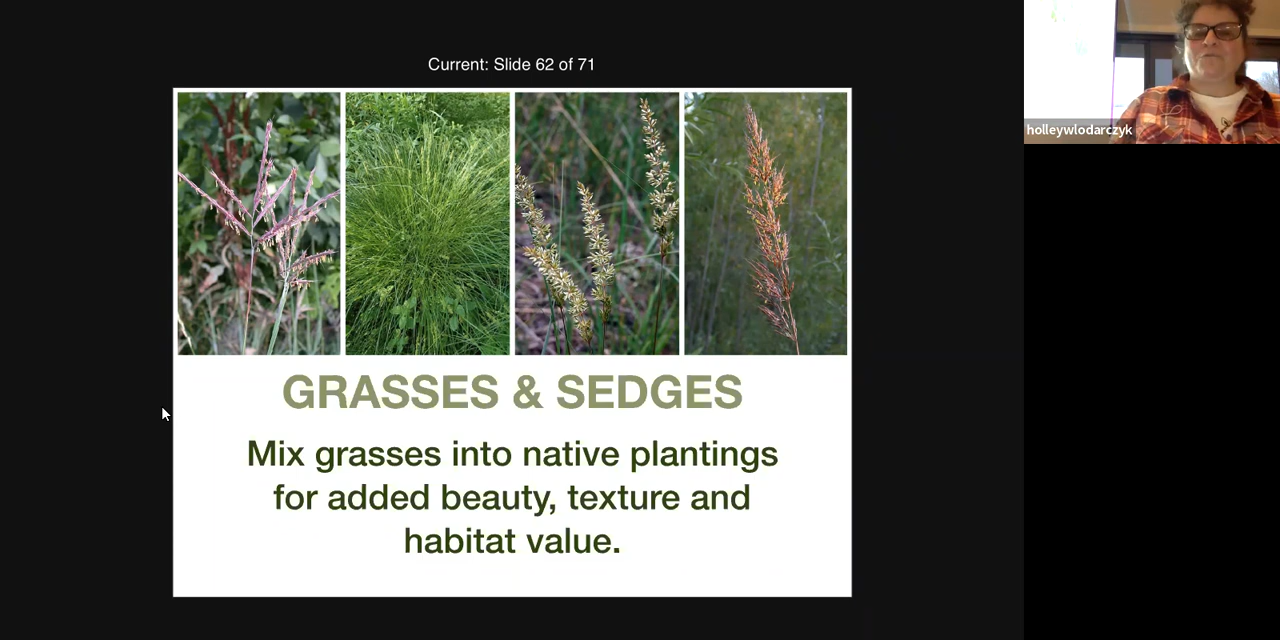 Current: Slide 62 of 71
holleywlodarczyk
GRASSES & SEDGES
Mix grasses into native plantings
for added beauty, texture and
habitat value.